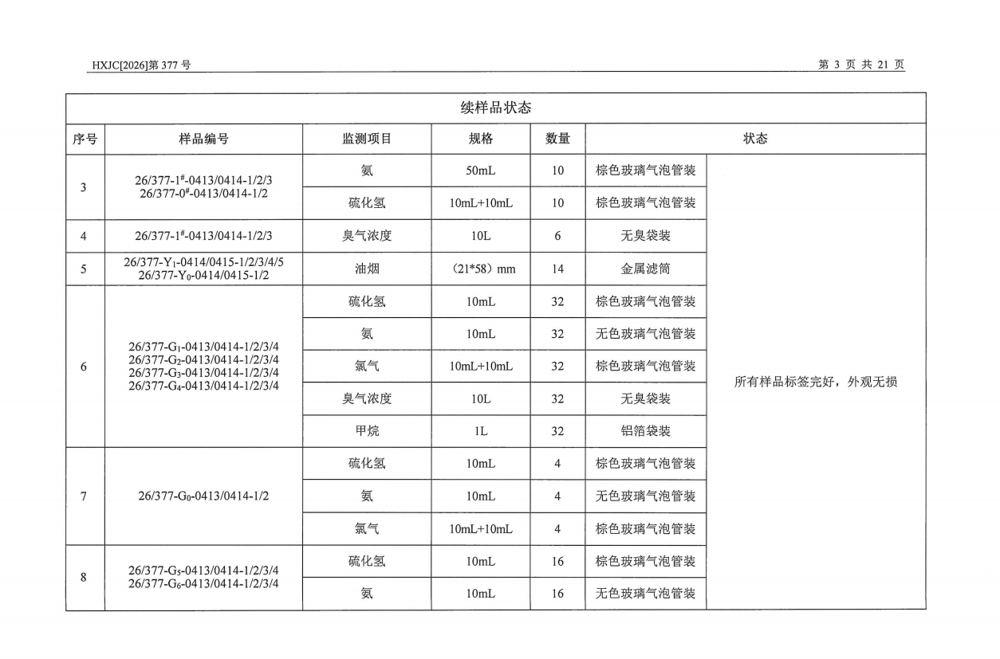 HXJC[2026]第 377 号
第 3 页 共 21 页
续样品状态
序号 样品编号 监测项目 规格 数量 状态
3 26/377-1#-0413/0414-1/2/3
26/377-0#-0413/0414-1/2
氨 50mL 10 棕色玻璃气泡管装
硫化氢 10mL+10mL 10 棕色玻璃气泡管装
4 26/377-1#-0413/0414-1/2/3 臭气浓度 10L 6 无臭袋装
5 26/377-Y₁-0414/0415-1/2/3/4/5
26/377-Y₀-0414/0415-1/2
油烟 (21*58)mm 14 金属滤筒
6 26/377-G₁-0413/0414-1/2/3/4
26/377-G₂-0413/0414-1/2/3/4
26/377-G₃-0413/0414-1/2/3/4
26/377-G₄-0413/0414-1/2/3/4
硫化氢 10mL 32 棕色玻璃气泡管装
氨 10mL 32 无色玻璃气泡管装
氯气 10mL+10mL 32 棕色玻璃气泡管装
臭气浓度 10L 32 无臭袋装
甲烷 1L 32 铝箔袋装
所有样品标签完好，外观无损
7 26/377-G₀-0413/0414-1/2
硫化氢 10mL 4 棕色玻璃气泡管装
氨 10mL 4 无色玻璃气泡管装
氯气 10mL+10mL 4 棕色玻璃气泡管装
8 26/377-G₅-0413/0414-1/2/3/4
26/377-G₆-0413/0414-1/2/3/4
硫化氢 10mL 16 棕色玻璃气泡管装
氨 10mL 16 无色玻璃气泡管装